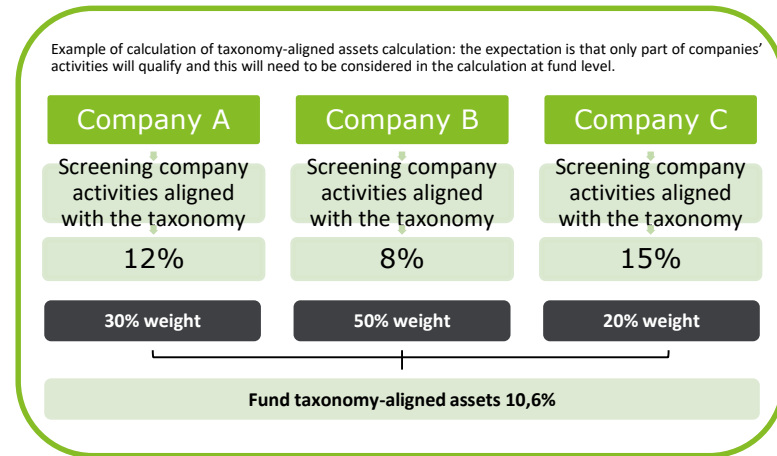 Example of calculation of taxonomy-aligned assets calculation: the expectation is that only part of companies'
activities will qualify and this will need to be considered in the calculation at fund level.
Company A
Company B
Company C
Screening company
activities aligned
with the taxonomy
Screening company
activities aligned
with the taxonomy
Screening company
activities aligned
with the taxonomy
12%
8%
15%
30% weight
50% weight
20% weight
Fund taxonomy-aligned assets 10,6%